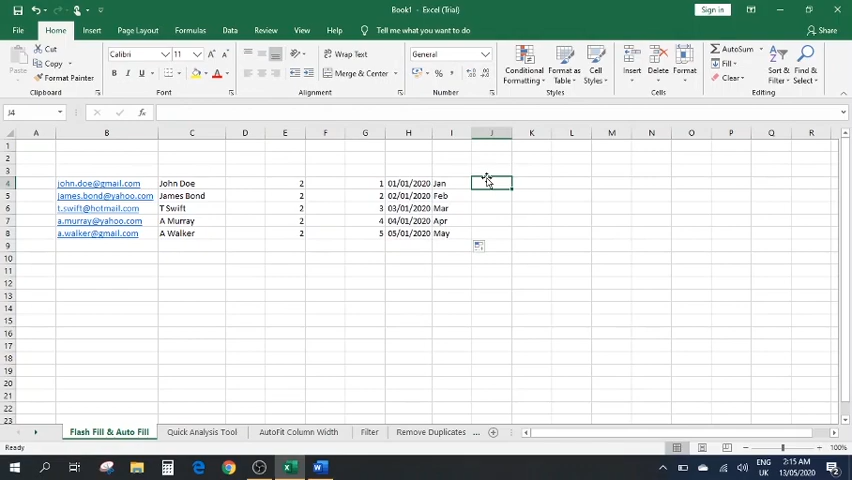 Book1 - Excel (Trial)
Sign in
File Home Insert Flash Fill Formulas Data Review View Help Tell me what you want to do Share
Paste
Cut
Copy
Format Painter
Clipboard
Calibri 11 A A
B I U A
Font
Wrap Text
Merge & Center
Alignment
General
% ,
Number
Conditional Formatting
Format as Table
Cell Styles
Styles
Insert Delete Format
Cells
AutoSum
Fill
Clear
Sort & Filter
Find & Select
Editing
J4 fx
A B C D E F G H I J K L M N O P Q R
1
2
3
4 john.doe@gmail.com John Doe 2 1 01/01/2020 Jan
5 james.bond@yahoo.com James Bond 2 2 02/01/2020 Feb
6 t.swift@hotmail.com T Swift 2 3 03/01/2020 Mar
7 a.murray@yahoo.com A Murray 2 4 04/01/2020 Apr
8 a.walker@gmail.com A Walker 2 5 05/01/2020 May
9
10
11
12
13
14
15
16
17
18
19
20
21
22
23
Flash Fill & Auto Fill Quick Analysis Tool AutoFit Column Width Filter Remove Duplicates ...
Ready 100%
ENG 2:15 AM
UK 13/05/2020 2